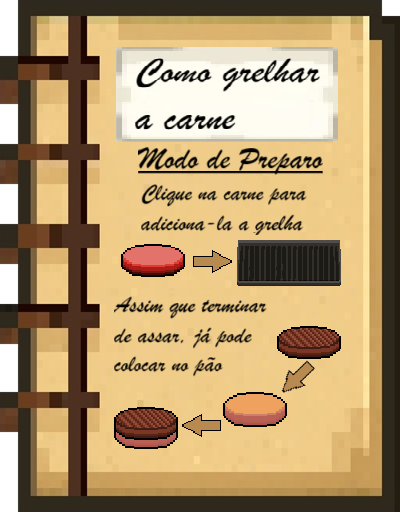 Como grelhar
a carne
Modo de Preparo
Clique na carne para
adiciona-la a grelha
Assim que terminar
de assar, já pode
colocar no pão